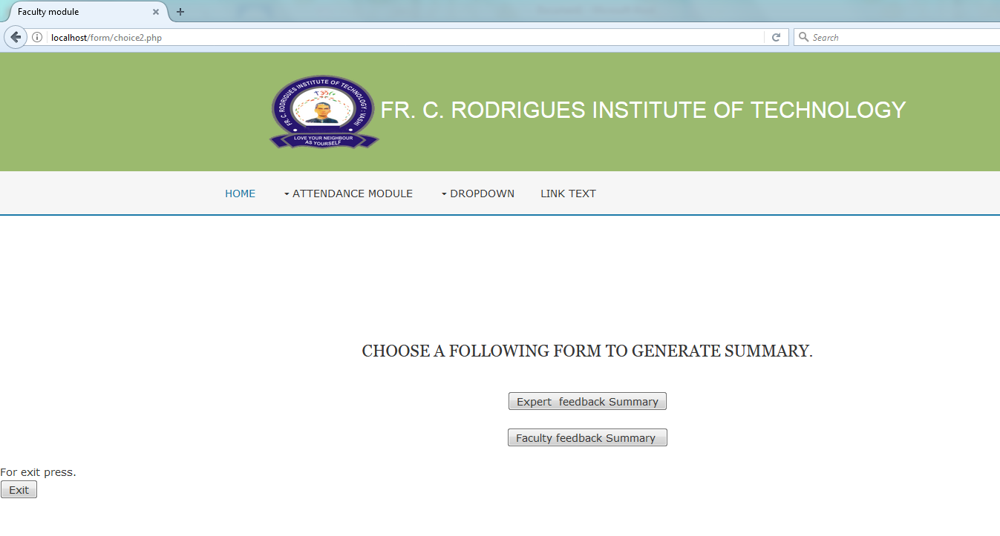 Faculty module
localhost/form/choice2.php
Search
FR. C. RODRIGUES INSTITUTE OF TECHNOLOGY : VASHI
LOVE YOUR NEIGHBOUR
AS YOURSELF
FR. C. RODRIGUES INSTITUTE OF TECHNOLOGY
HOME ATTENDANCE MODULE DROPDOWN LINK TEXT
CHOOSE A FOLLOWING FORM TO GENERATE SUMMARY.
Expert  feedback Summary
Faculty feedback Summary
For exit press.
Exit